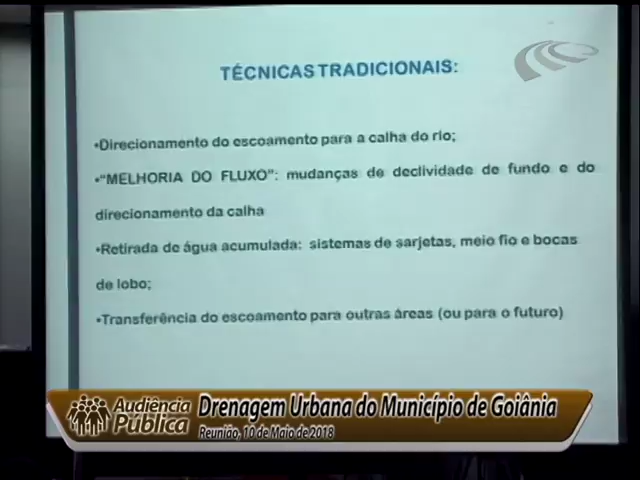 TÉCNICAS TRADICIONAIS:
•Direcionamento do escoamento para a calha do rio;
•“MELHORIA DO FLUXO”: mudanças de declividade de fundo e do
direcionamento da calha
•Retirada de água acumulada: sistemas de sarjetas, meio fio e bocas
de lobo;
•Transferência do escoamento para outras áreas (ou para o futuro)
Audiência
Pública
Drenagem Urbana do Município de Goiânia
Reunião, 10 de Maio de 2018